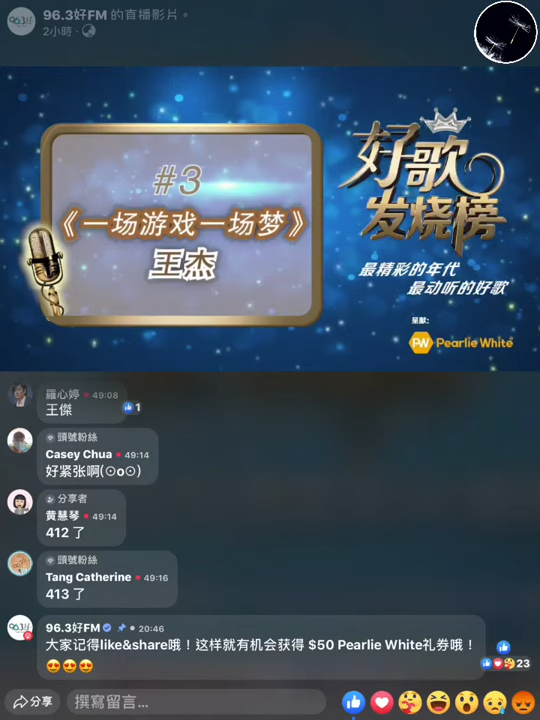 96.3好FM 的直播影片。
2小時
#3
《一场游戏一场梦》
王杰
好歌
发烧榜
最精彩的年代
最动听的好歌
呈献:
PW Pearlie White
羅心婷 49:08
王傑
1
頭號粉絲
Casey Chua 49:14
好紧张啊(⊙o⊙)
分享者
黄慧琴 49:14
412 了
頭號粉絲
Tang Catherine 49:16
413 了
96.3好FM 20:46
大家记得like&share哦！这样就有机会获得 $50 Pearlie White礼券哦！
😍😍😍
23
分享
撰寫留言...